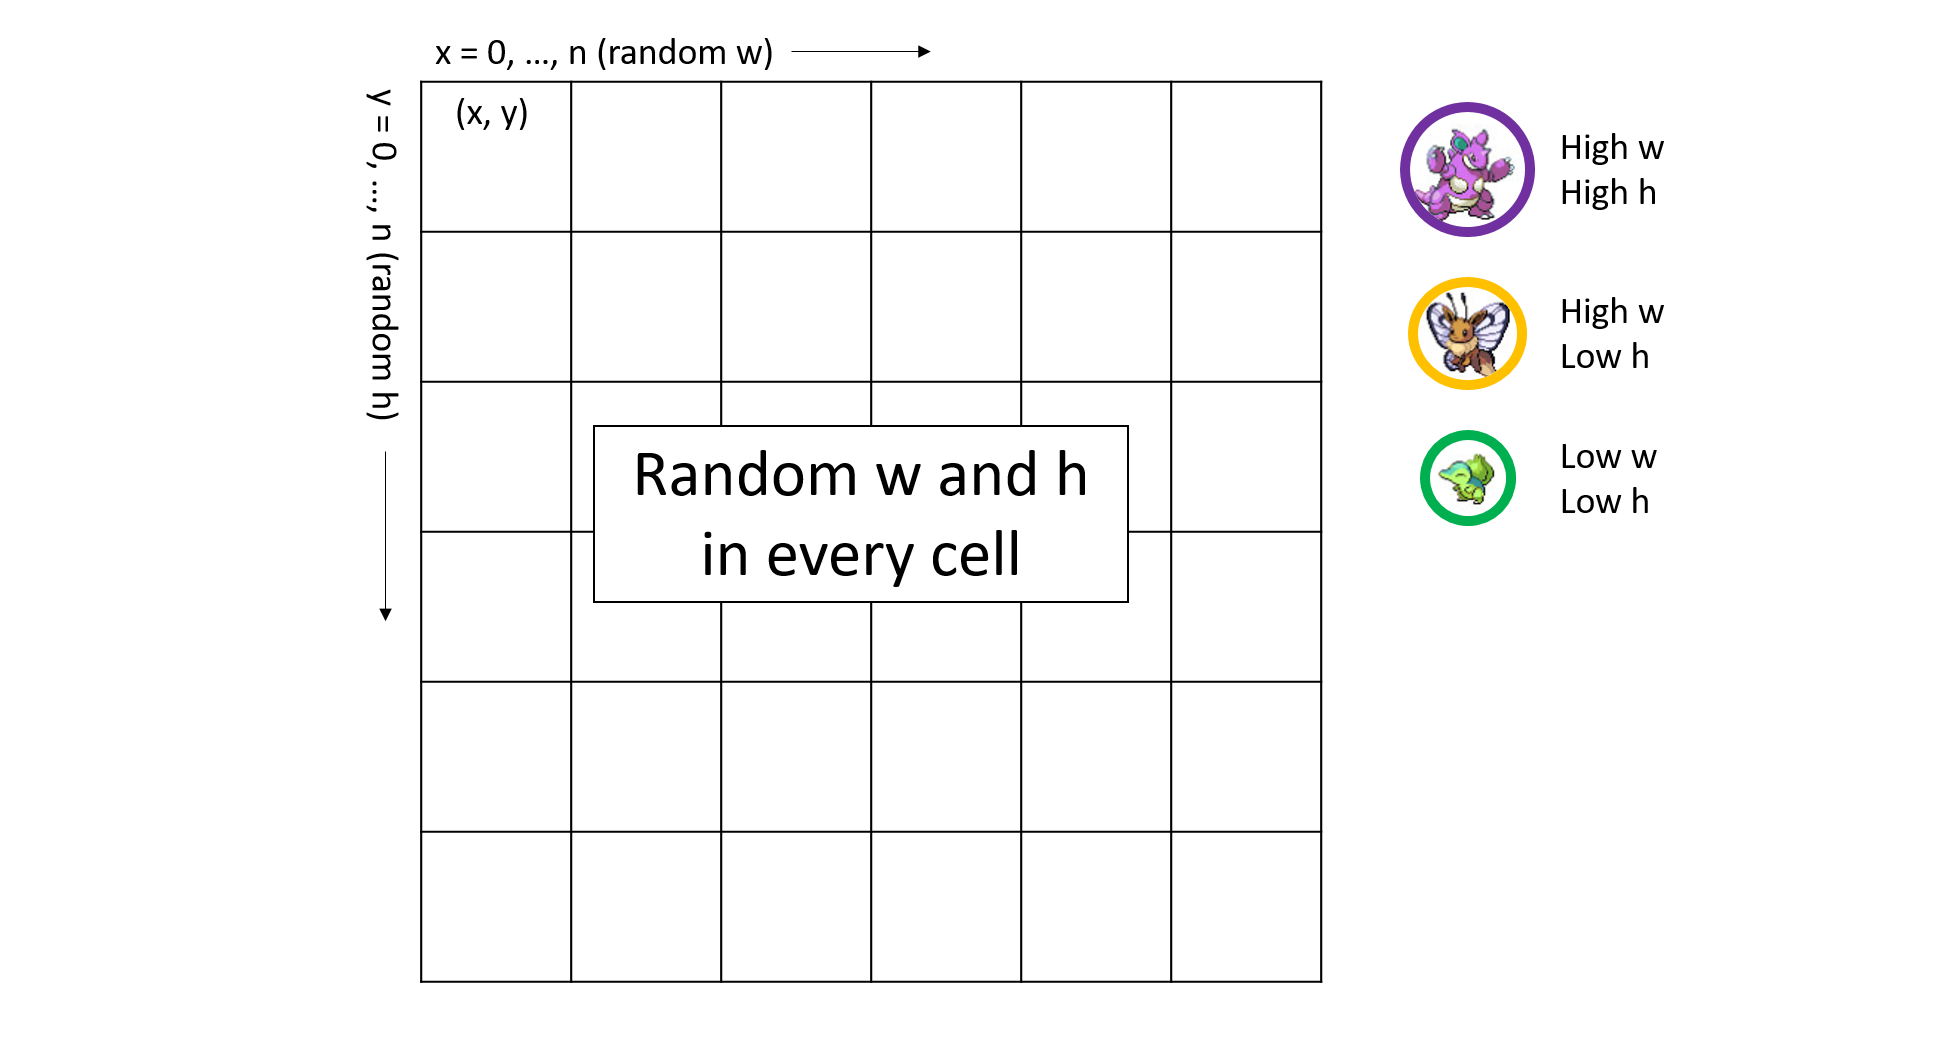 x = 0, ..., n (random w)
y = 0, ..., n (random h)
(x, y)
Random w and h
in every cell
High w
High h
High w
Low h
Low w
Low h